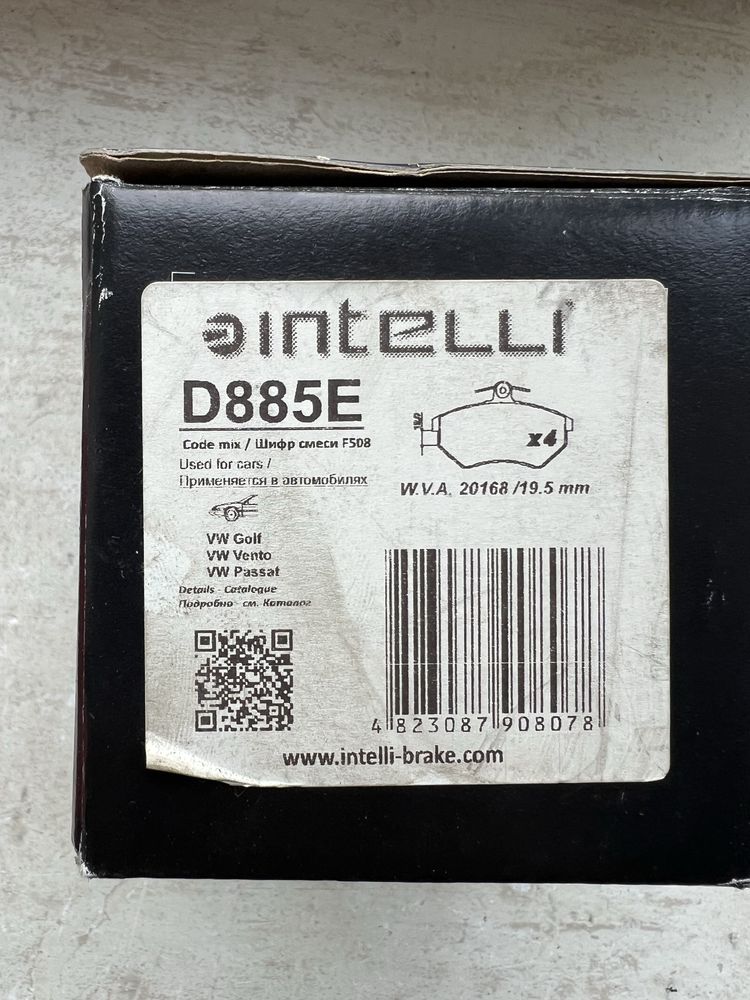 intelli
D885E
Code mix / Шифр смеси F508
Used for cars /
Применяется в автомобилях
VW Golf
VW Vento
VW Passat
Details - Catalogue
Подробно - см. Каталог
x4
W.V.A. 20168 /19.5 mm
4 823087 908078
www.intelli-brake.com